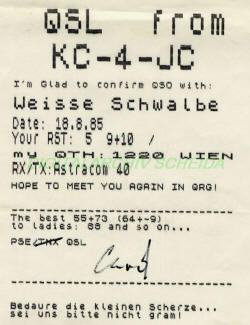 QSL from
KC-4-JC
I'm Glad to confirm QSO with:
Weisse Schwalbe
Date: 18.8.85
Your RST: 5 9+10 /
my QTH: 1220 WIEN
RX/TX: Astracom 40
HOPE TO MEET YOU AGAIN IN QRG!
The best 55+73 (64+-9)
to ladies: 88 and so on...
PSE/TNX QSL
Bedaure die kleinen Scherze...
sei uns bitte nicht gram!